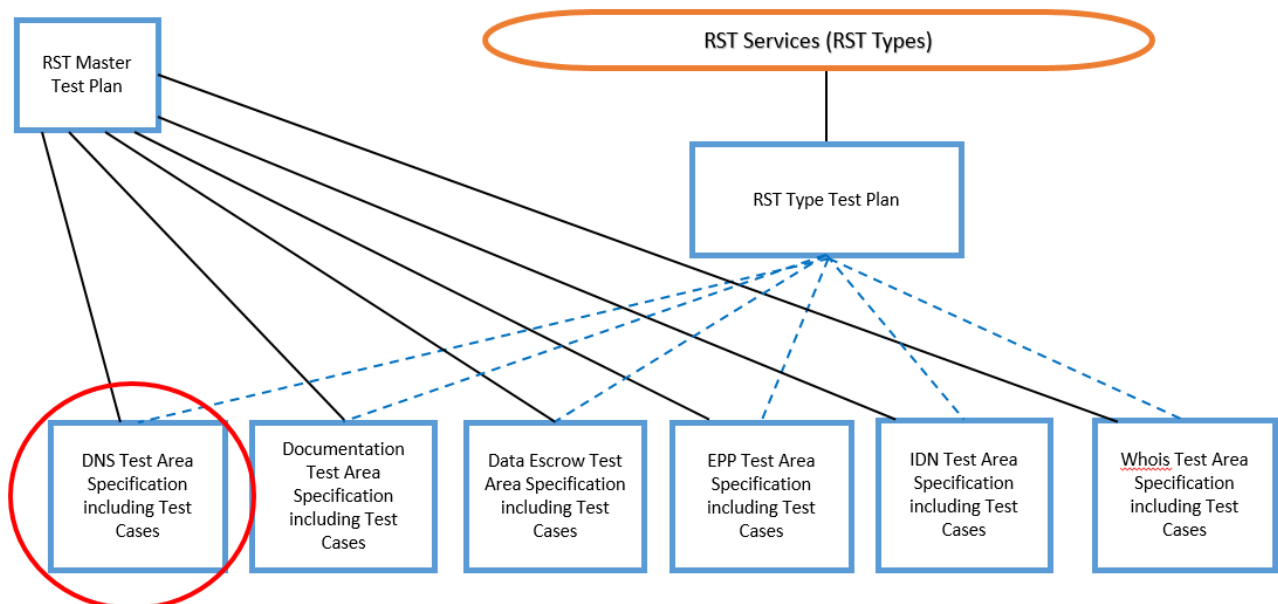 RST Master
Test Plan
RST Services (RST Types)
RST Type Test Plan
DNS Test Area
Specification
including Test
Cases
Documentation
Test Area
Specification
including Test
Cases
Data Escrow Test
Area Specification
including Test
Cases
EPP Test Area
Specification
including Test
Cases
IDN Test Area
Specification
including Test
Cases
Whois Test Area
Specification
including Test
Cases